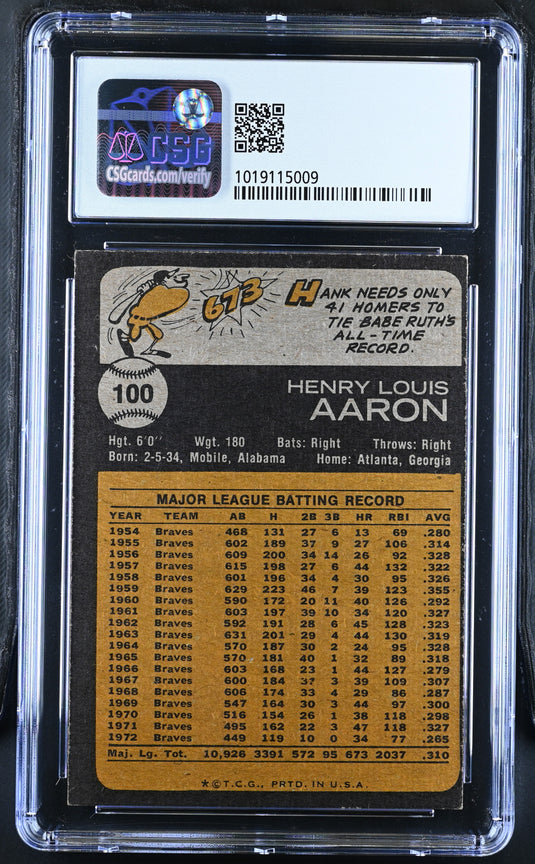 CSG
CSGcards.com/verify
1019115009
673
HANK NEEDS ONLY
41 HOMERS TO
TIE BABE RUTH'S
ALL-TIME
RECORD.
100
HENRY LOUIS
AARON
Hgt. 6'0" Wgt. 180 Bats: Right Throws: Right
Born: 2-5-34, Mobile, Alabama Home: Atlanta, Georgia
MAJOR LEAGUE BATTING RECORD
YEAR TEAM AB H 2B 3B HR RBI AVG
1954 Braves 468 131 27 6 13 69 .280
1955 Braves 602 189 37 9 27 106 .314
1956 Braves 609 200 34 14 26 92 .328
1957 Braves 615 198 27 6 44 132 .322
1958 Braves 601 196 34 4 30 95 .326
1959 Braves 629 223 46 7 39 123 .355
1960 Braves 590 172 20 11 40 126 .292
1961 Braves 603 197 39 10 34 120 .327
1962 Braves 592 191 28 6 45 128 .323
1963 Braves 631 201 29 4 44 130 .319
1964 Braves 570 187 30 2 24 95 .328
1965 Braves 570 181 40 1 32 89 .318
1966 Braves 603 168 23 1 44 127 .279
1967 Braves 600 184 37 3 39 109 .307
1968 Braves 606 174 33 4 29 86 .287
1969 Braves 547 164 30 3 44 97 .300
1970 Braves 516 154 26 1 38 118 .298
1971 Braves 495 162 22 3 47 118 .327
1972 Braves 449 119 10 0 34 77 .265
Maj. Lg. Tot. 10,926 3391 572 95 673 2037 .310
★©T.C.G., PRTD. IN U.S.A.